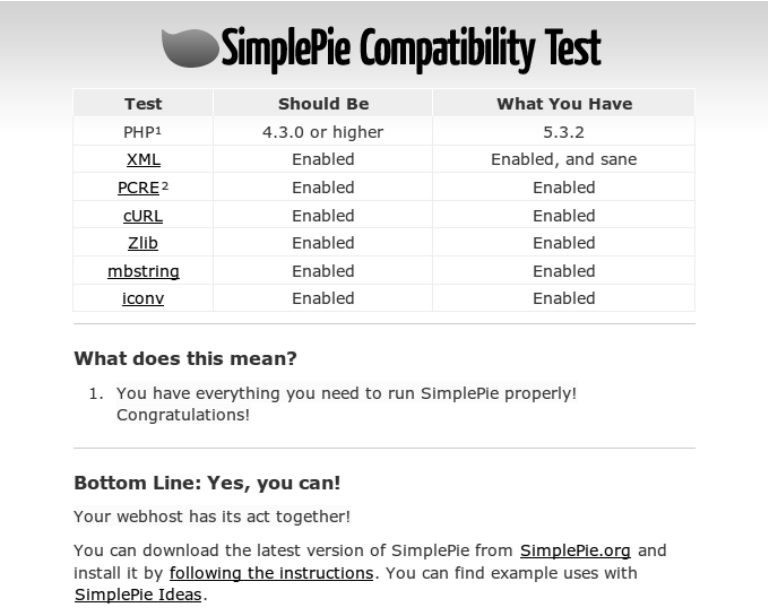 SimplePie Compatibility Test
Test Should Be What You Have
PHP¹ 4.3.0 or higher 5.3.2
XML Enabled Enabled, and sane
PCRE² Enabled Enabled
cURL Enabled Enabled
Zlib Enabled Enabled
mbstring Enabled Enabled
iconv Enabled Enabled
What does this mean?
1. You have everything you need to run SimplePie properly!
Congratulations!
Bottom Line: Yes, you can!
Your webhost has its act together!
You can download the latest version of SimplePie from SimplePie.org and
install it by following the instructions. You can find example uses with
SimplePie Ideas.